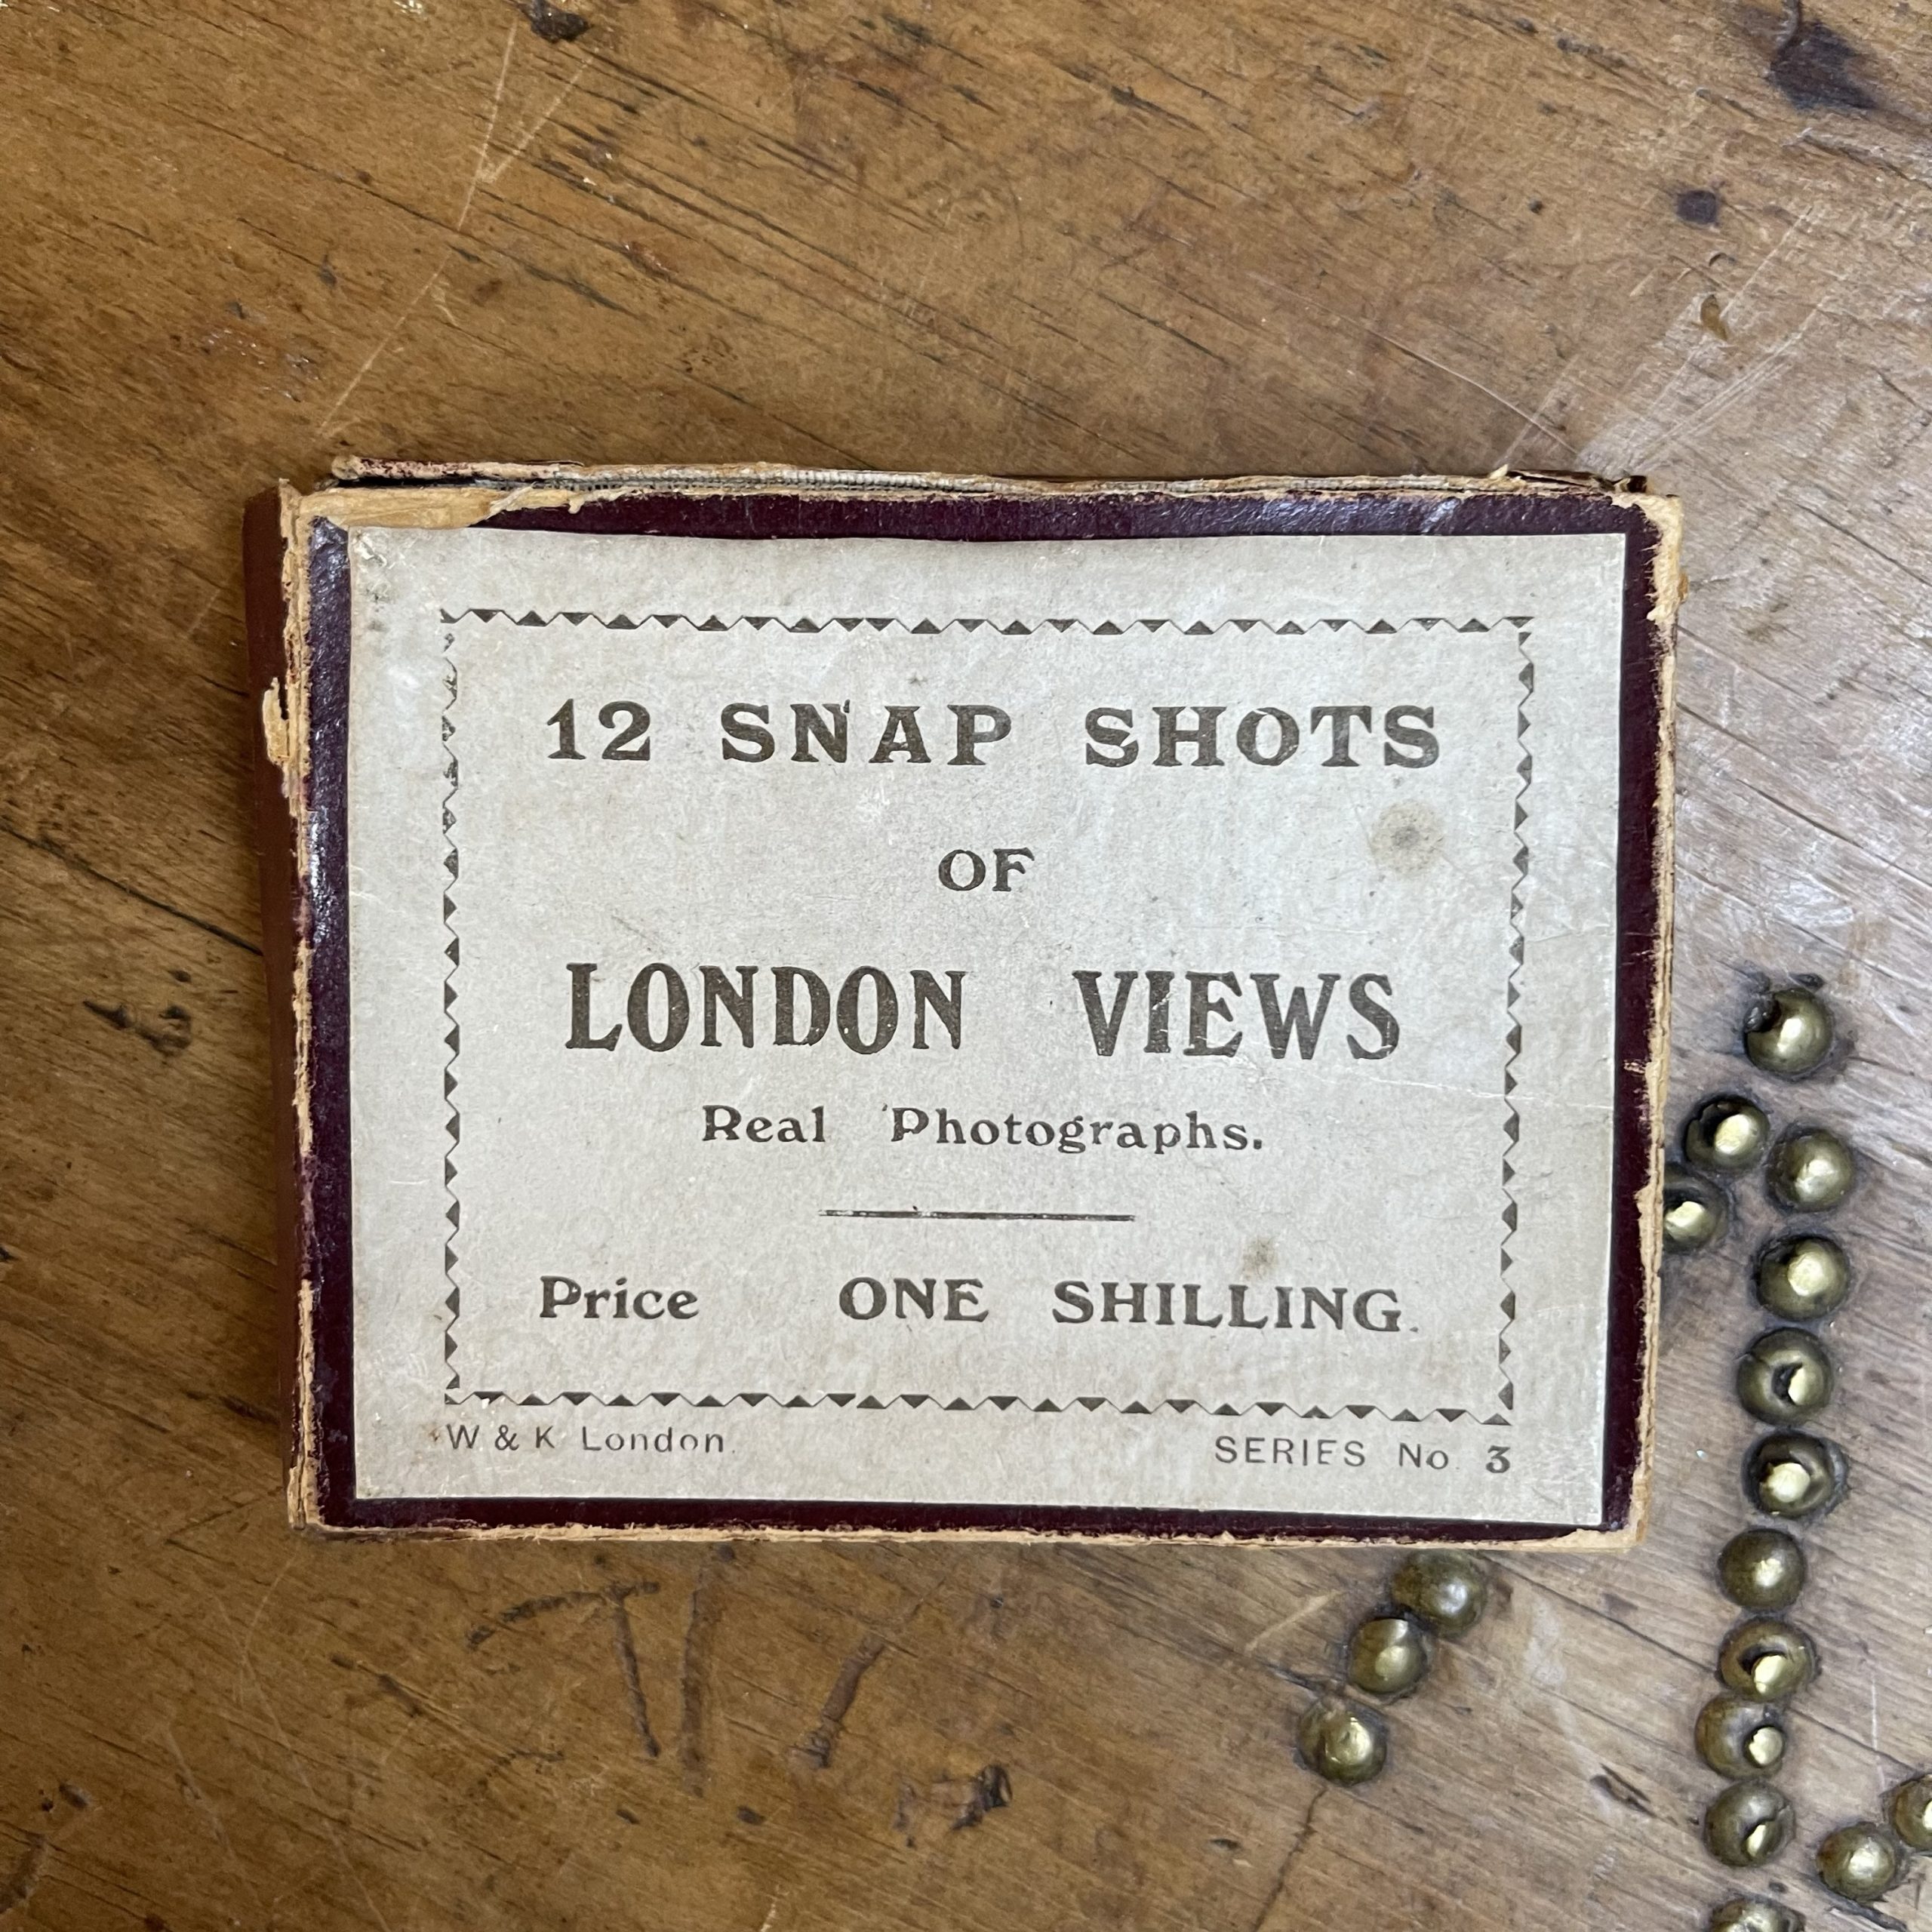 12 SNAP SHOTS
OF
LONDON VIEWS
Real Photographs.
Price ONE SHILLING.
W & K London.
SERIES No. 3